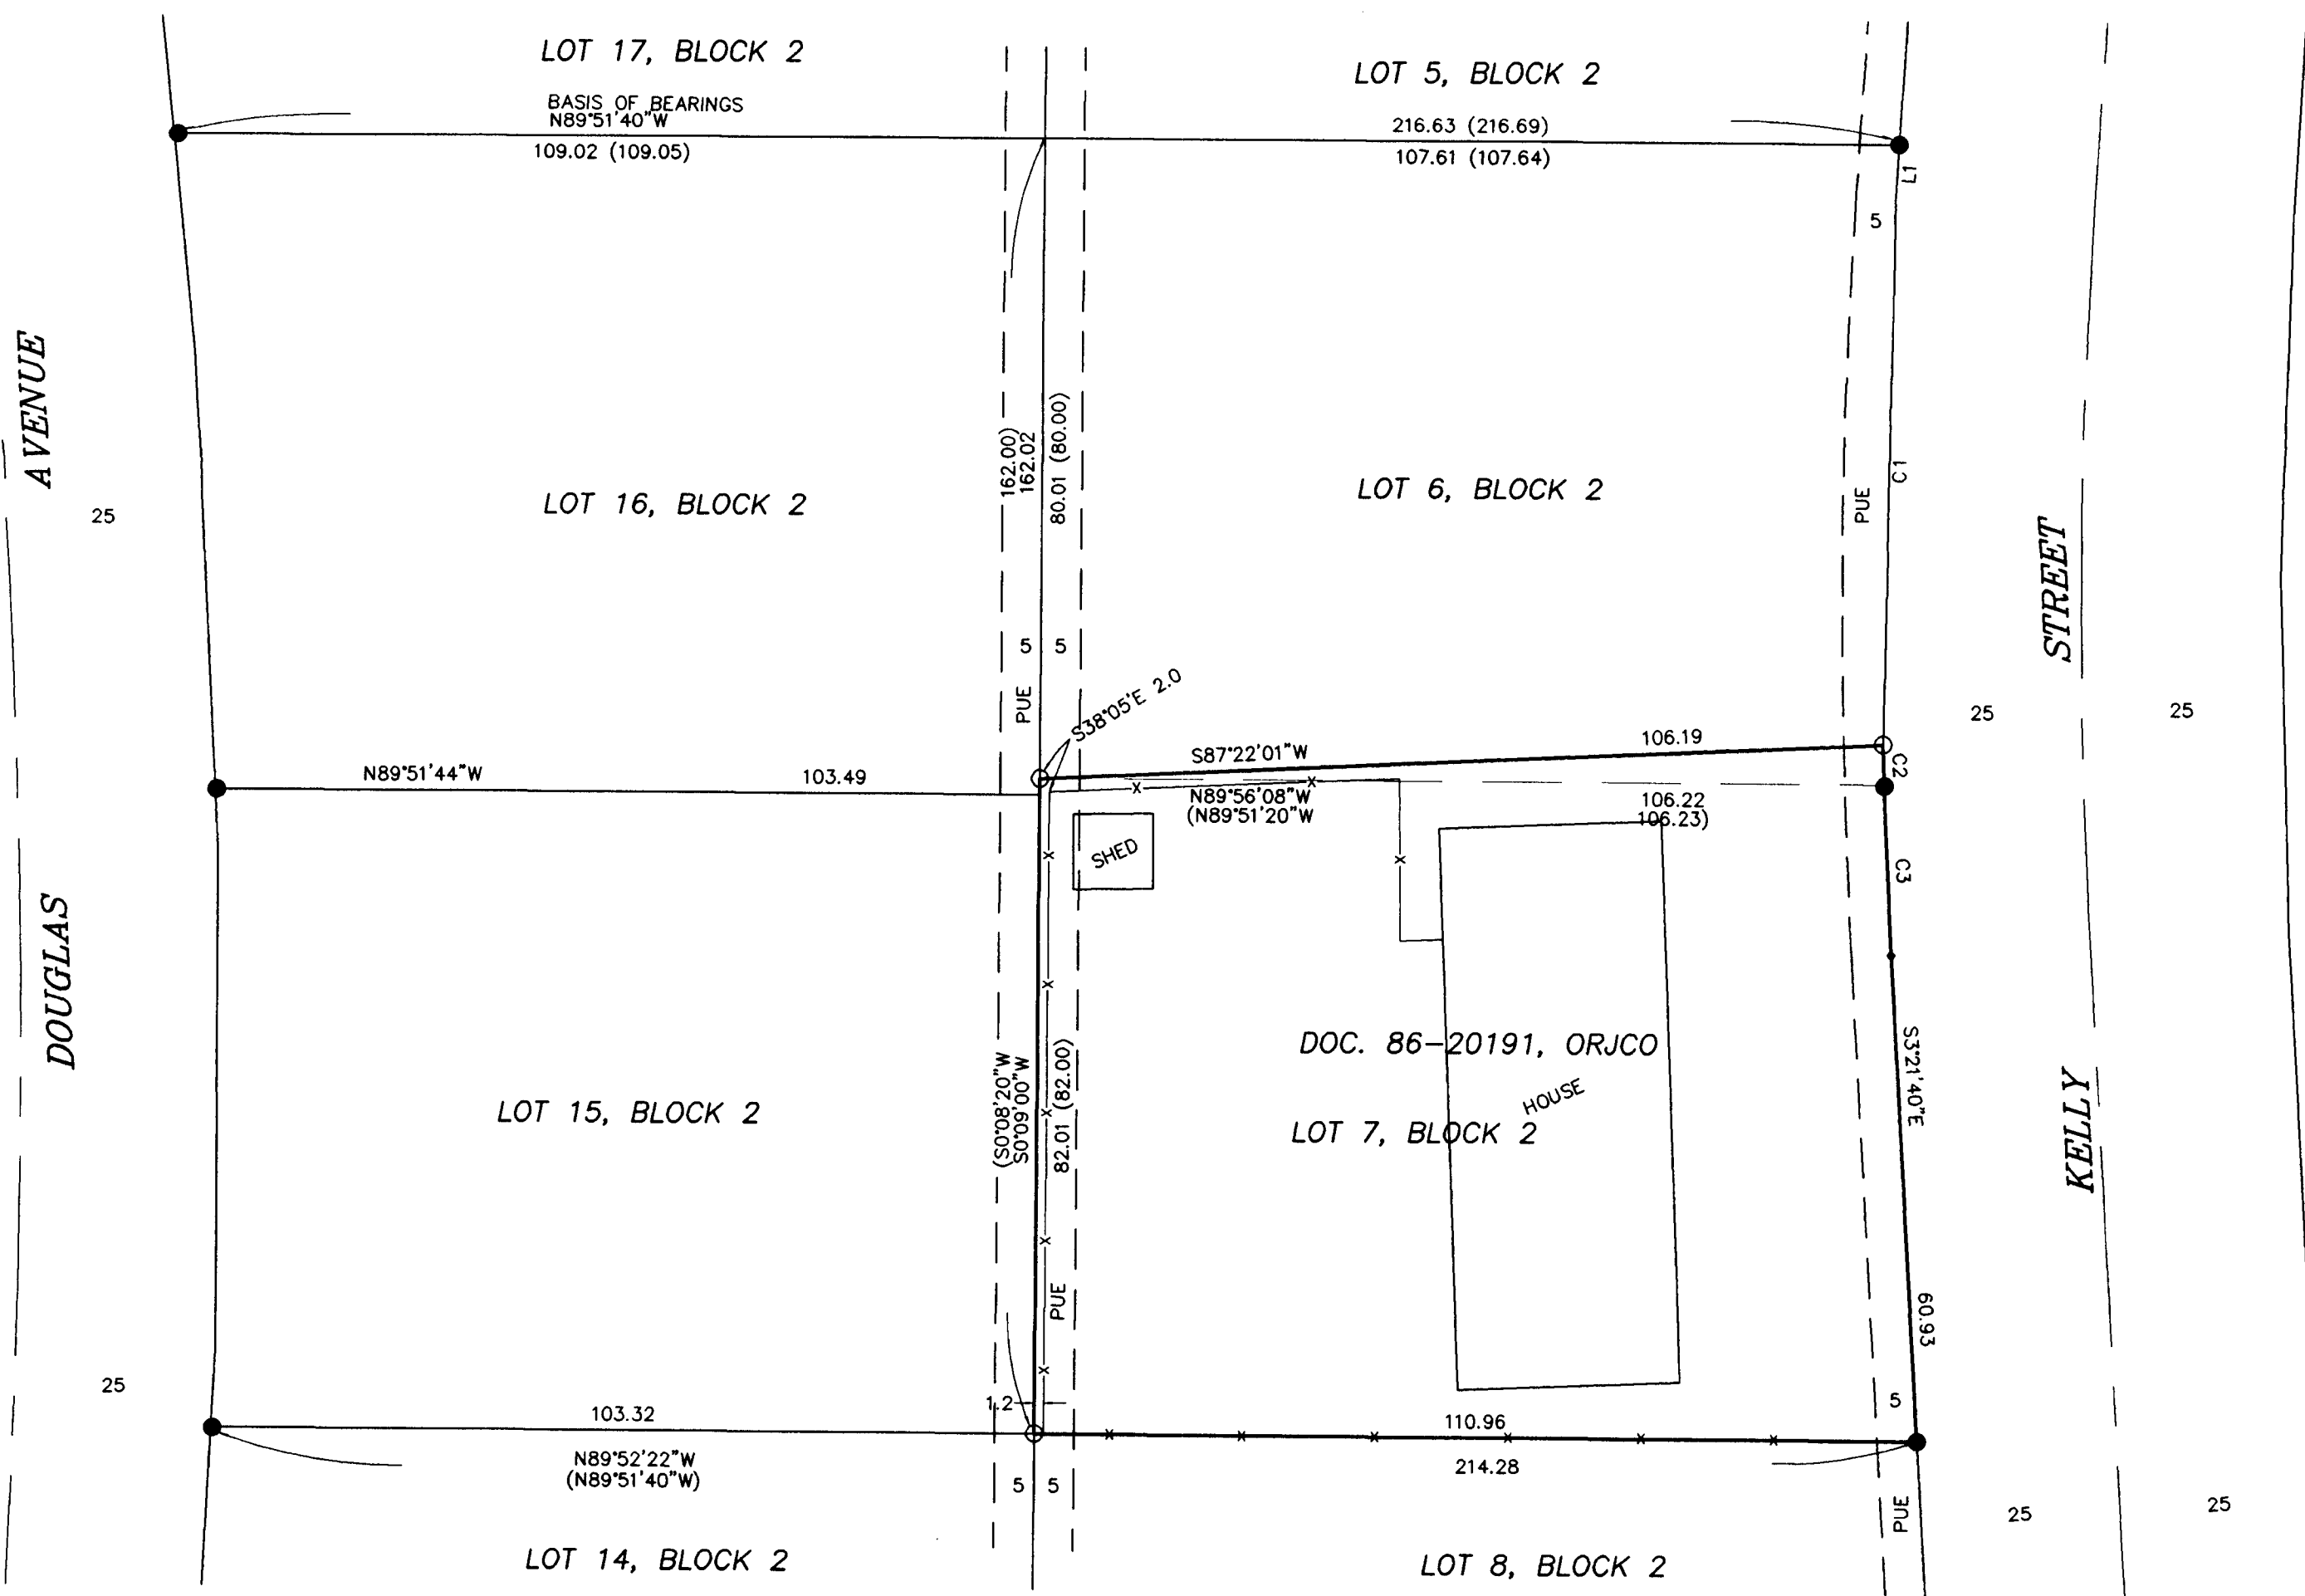 LOT 17, BLOCK 2
LOT 5, BLOCK 2
BASIS OF BEARINGS
N89°51'40"W
109.02 (109.05)
216.63 (216.69)
107.61 (107.64)
L1
5
AVENUE
25
LOT 16, BLOCK 2
162.00)
162.02
80.01 (80.00)
LOT 6, BLOCK 2
PUE
STREET
5
5
PUE
S38°05'E 2.0
25
25
N89°51'44"W
103.49
S87°22'01"W
106.19
C2
N89°56'08"W
(N89°51'20"W
106.22
106.23)
SHED
C3
DOUGLAS
(S0°08'20"W
S0°09'00"W
82.01 (82.00)
DOC. 86-20191, ORJCO
HOUSE
LOT 15, BLOCK 2
LOT 7, BLOCK 2
S3°21'40"E
KELLY
PUE
60.93
25
1.2
5
103.32
110.96
N89°52'22"W
(N89°51'40"W)
214.28
5
5
PUE
25
25
LOT 14, BLOCK 2
LOT 8, BLOCK 2